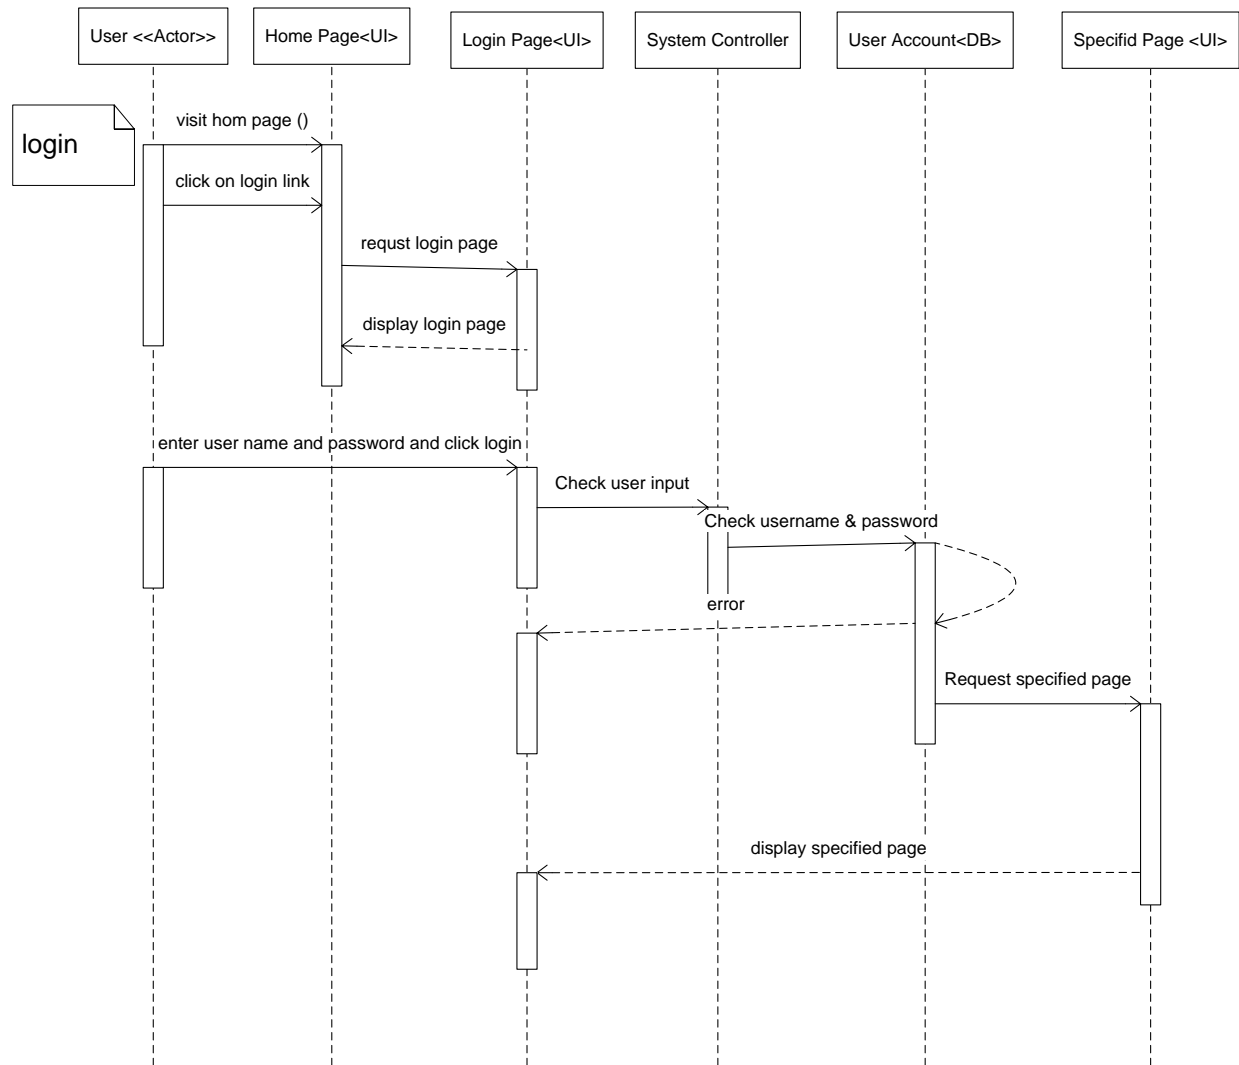 User <<Actor>>
Home Page<UI>
Login Page<UI>
System Controller
User Account<DB>
Specifid Page <UI>
login
visit hom page ()
click on login link
requst login page
display login page
enter user name and password and click login
Check user input
Check username & password
error
Request specified page
display specified page